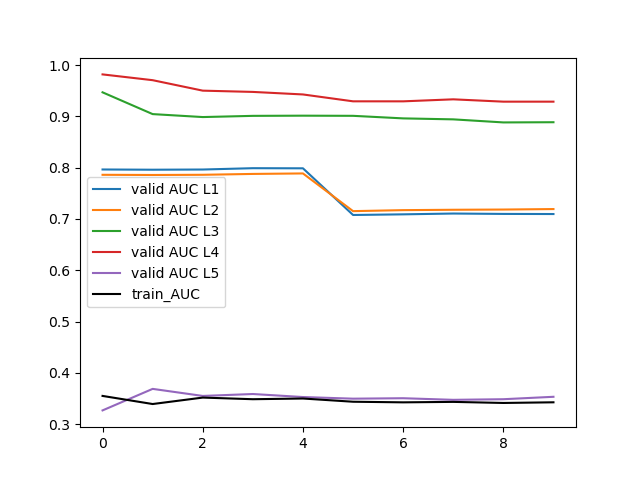 1.0
0.9
0.8
0.7
0.6
0.5
0.4
0.3
valid AUC L1
valid AUC L2
valid AUC L3
valid AUC L4
valid AUC L5
train_AUC
0 2 4 6 8